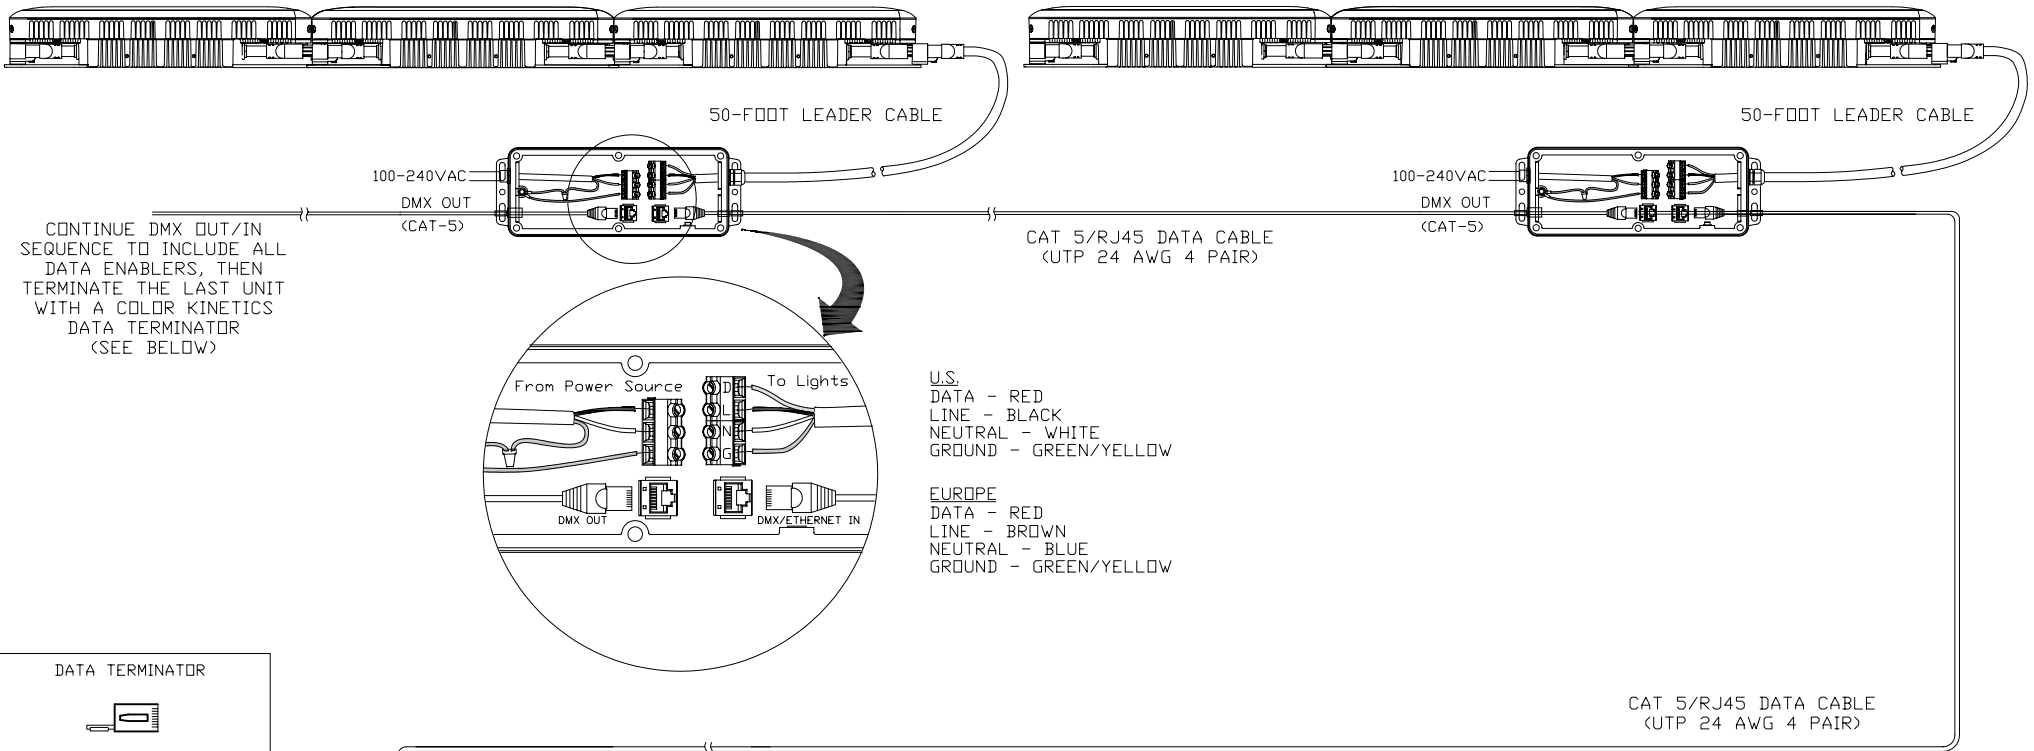 50-FOOT LEADER CABLE
50-FOOT LEADER CABLE
100-240VAC
DMX OUT
(CAT-5)
100-240VAC
DMX OUT
(CAT-5)
CONTINUE DMX OUT/IN
SEQUENCE TO INCLUDE ALL
DATA ENABLERS, THEN
TERMINATE THE LAST UNIT
WITH A COLOR KINETICS
DATA TERMINATOR
(SEE BELOW)
CAT 5/RJ45 DATA CABLE
(UTP 24 AWG 4 PAIR)
From Power Source
To Lights
D
L
N
G
DMX OUT
DMX/ETHERNET IN
U.S.
DATA - RED
LINE - BLACK
NEUTRAL - WHITE
GROUND - GREEN/YELLOW
EUROPE
DATA - RED
LINE - BROWN
NEUTRAL - BLUE
GROUND - GREEN/YELLOW
DATA TERMINATOR
CAT 5/RJ45 DATA CABLE
(UTP 24 AWG 4 PAIR)